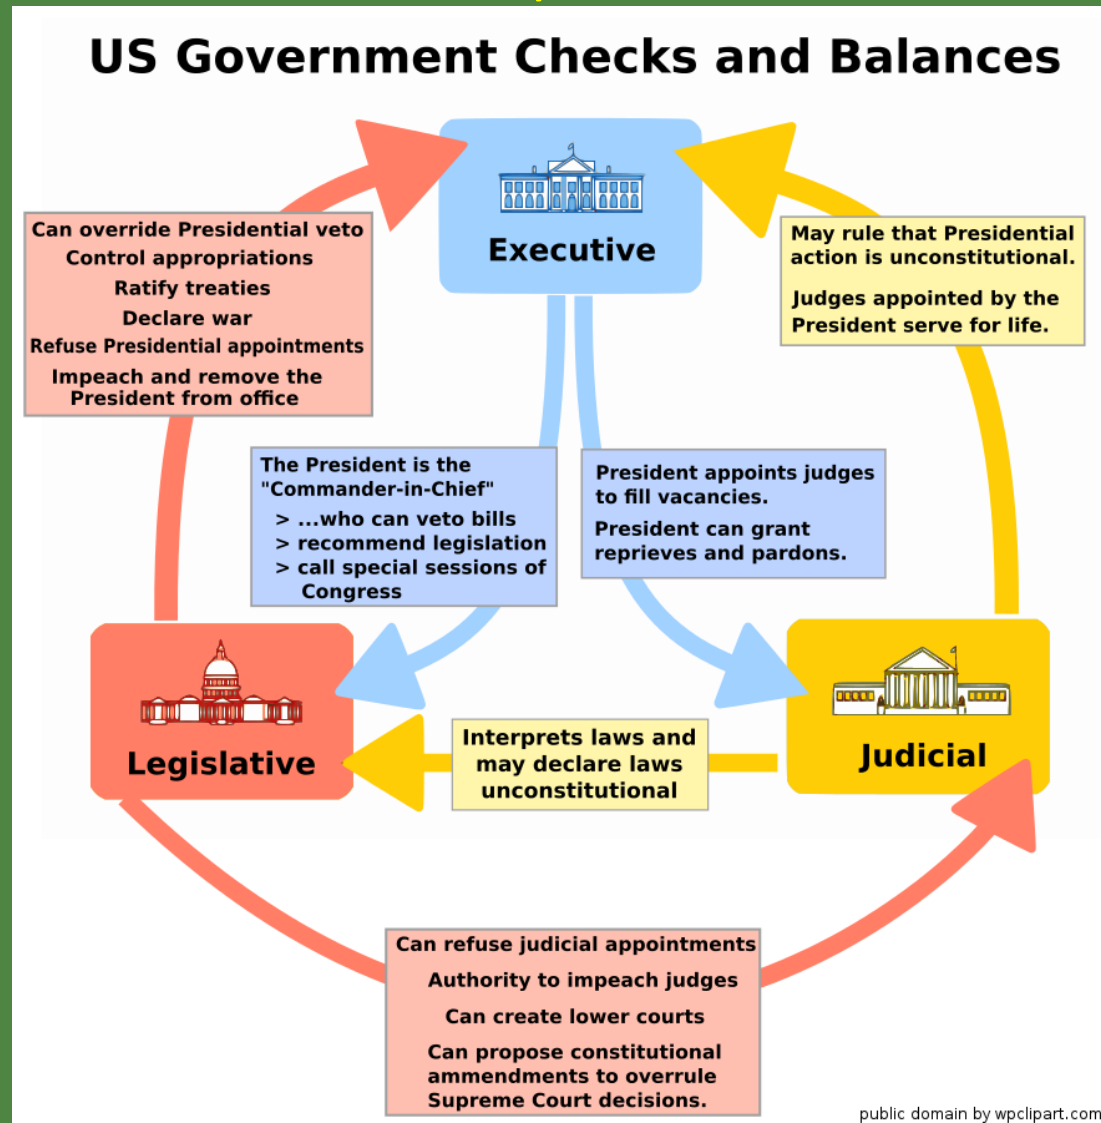 US Government Checks and Balances
Executive
Can override Presidential veto
Control appropriations
Ratify treaties
Declare war
Refuse Presidential appointments
Impeach and remove the
President from office
May rule that Presidential
action is unconstitutional.
Judges appointed by the
President serve for life.
The President is the
"Commander-in-Chief"
> ...who can veto bills
> recommend legislation
> call special sessions of
Congress
President appoints judges
to fill vacancies.
President can grant
reprieves and pardons.
Legislative
Interprets laws and
may declare laws
unconstitutional
Judicial
Can refuse judicial appointments
Authority to impeach judges
Can create lower courts
Can propose constitutional
ammendments to overrule
Supreme Court decisions.
public domain by wpclipart.com